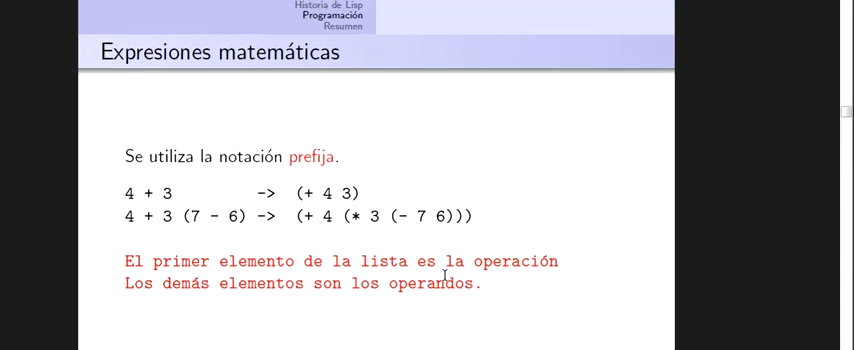 Historia de Lisp
Programación
Resumen
Expresiones matemáticas
Se utiliza la notación prefija.
4 + 3 -> (+ 4 3)
4 + 3 (7 - 6) -> (+ 4 (* 3 (- 7 6)))
El primer elemento de la lista es la operación
Los demás elementos son los operandos.